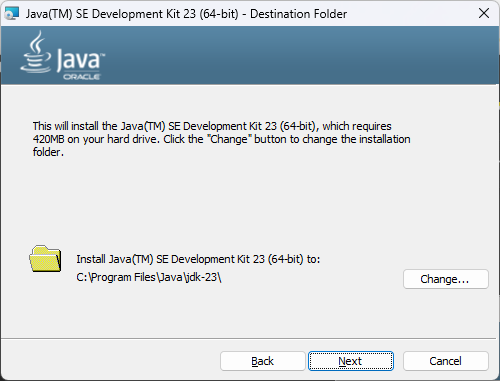 Java(TM) SE Development Kit 23 (64-bit) - Destination Folder
Java
ORACLE
This will install the Java(TM) SE Development Kit 23 (64-bit), which requires
420MB on your hard drive. Click the "Change" button to change the installation
folder.
Install Java(TM) SE Development Kit 23 (64-bit) to:
C:\Program Files\Java\jdk-23\
Change...
Back
Next
Cancel